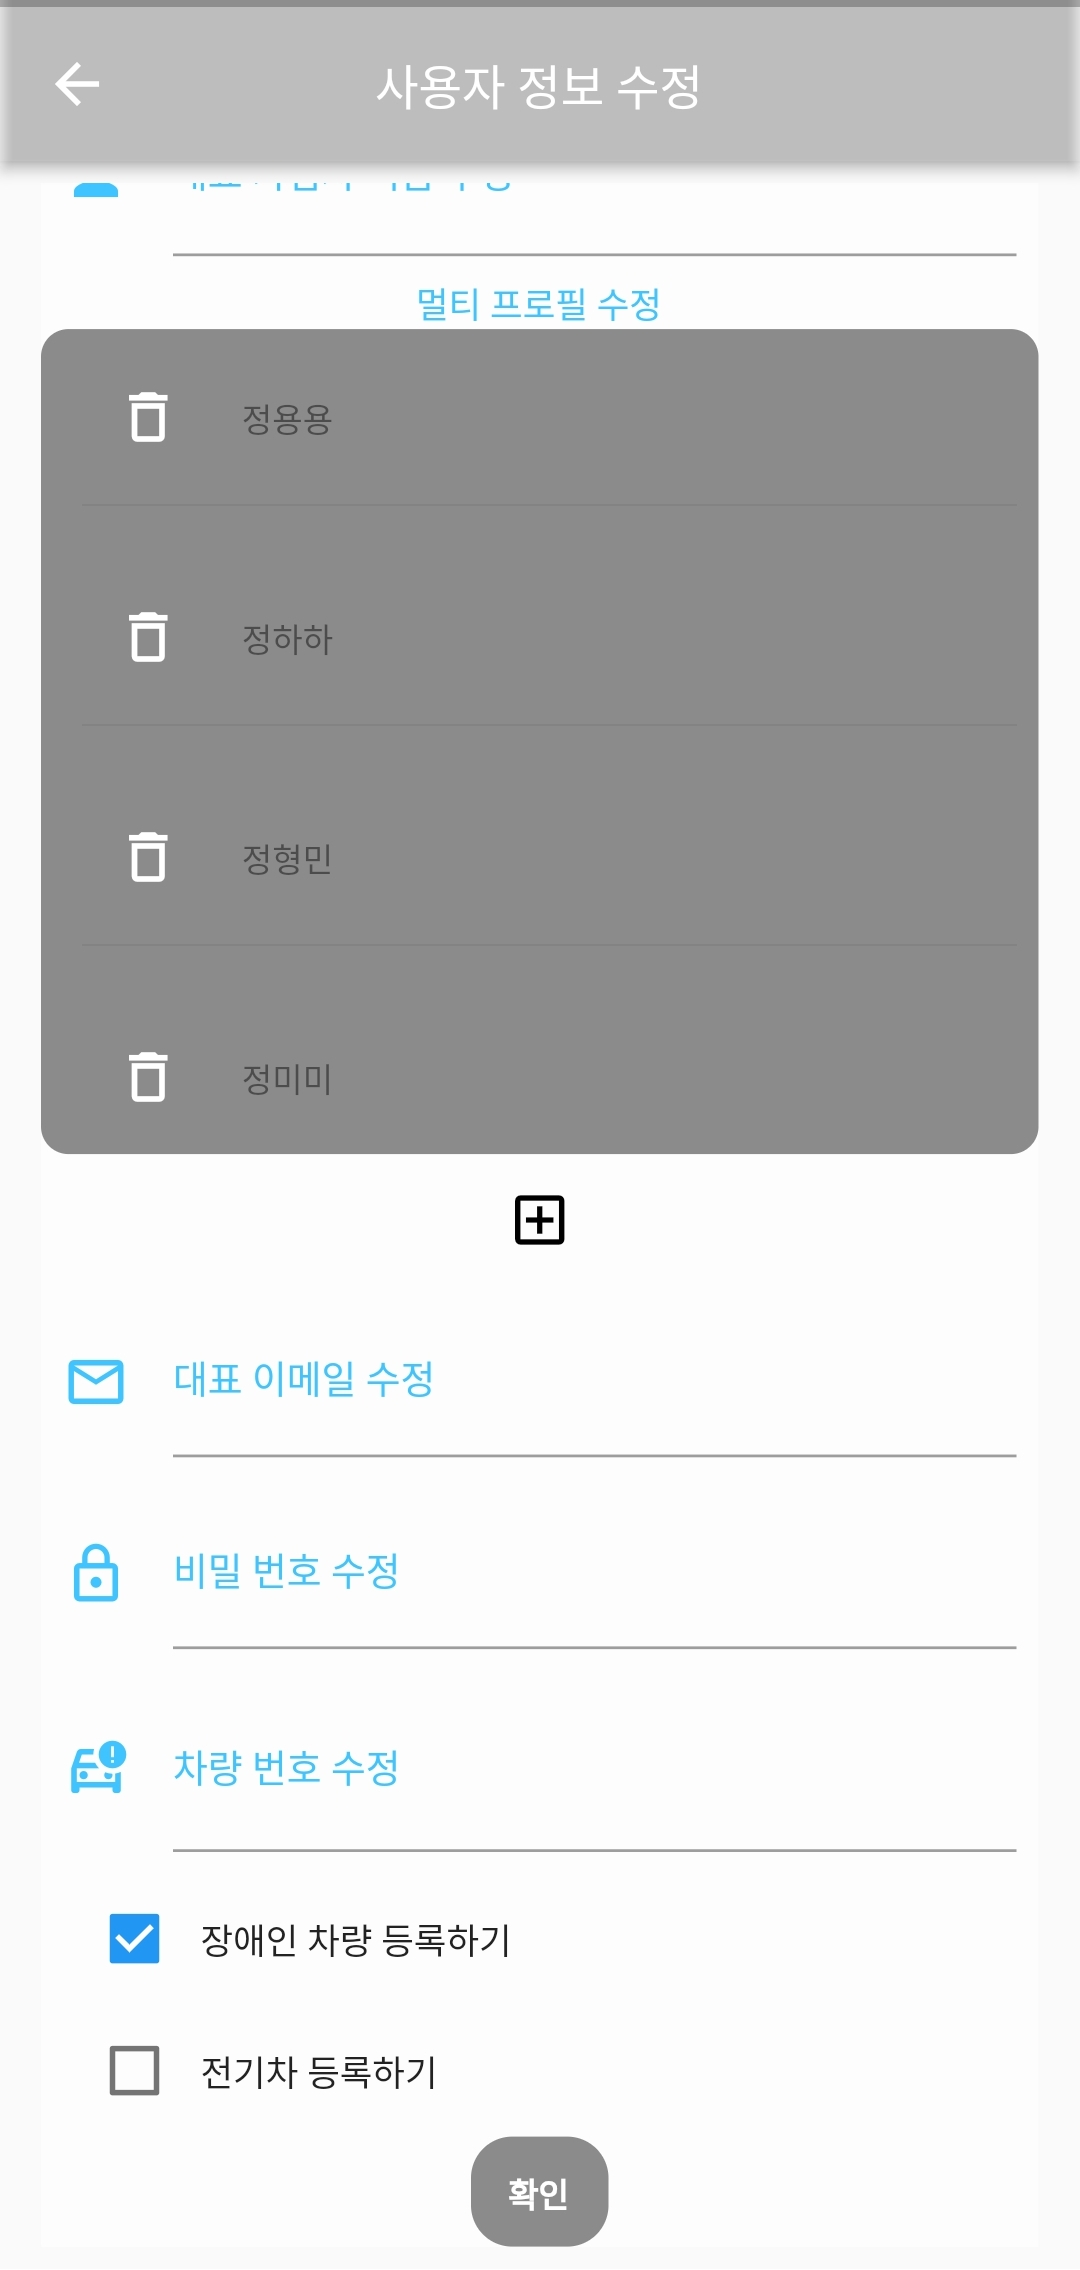 사용자 정보 수정
멀티 프로필 수정
정용용
정하하
정형민
정미미
대표 이메일 수정
비밀 번호 수정
차량 번호 수정
장애인 차량 등록하기
전기차 등록하기
확인